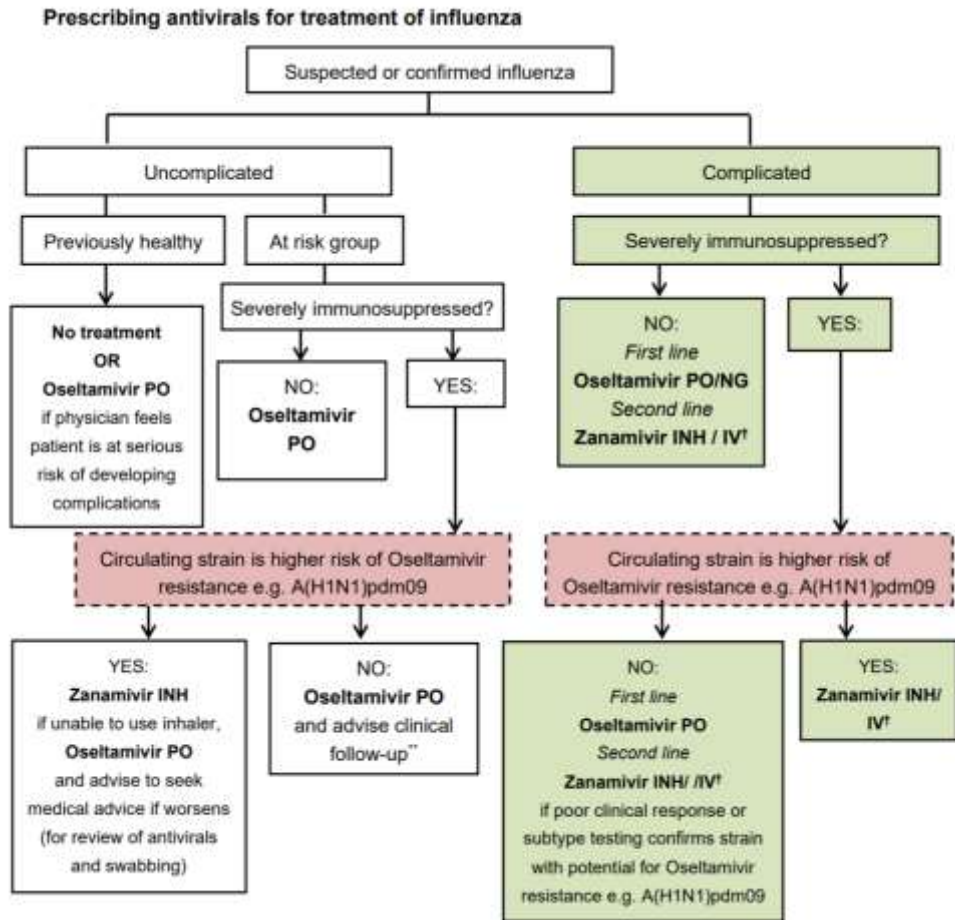 Prescribing antivirals for treatment of influenza
Suspected or confirmed influenza
Uncomplicated
Complicated
Previously healthy
At risk group
Severely immunosuppressed?
No treatment
OR
Oseltamivir PO
if physician feels
patient is at serious
risk of developing
complications
Severely immunosuppressed?
NO:
Oseltamivir
PO
YES:
NO:
First line
Oseltamivir PO/NG
Second line
Zanamivir INH / IV†
YES:
Circulating strain is higher risk of Oseltamivir
resistance e.g. A(H1N1)pdm09
Circulating strain is higher risk of
Oseltamivir resistance e.g. A(H1N1)pdm09
YES:
Zanamivir INH
if unable to use inhaler,
Oseltamivir PO
and advise to seek
medical advice if worsens
(for review of antivirals
and swabbing)
NO:
Oseltamivir PO
and advise clinical
follow-up**
NO:
First line
Oseltamivir PO
Second line
Zanamivir INH/ /IV†
if poor clinical response or
subtype testing confirms strain
with potential for Oseltamivir
resistance e.g. A(H1N1)pdm09
YES:
Zanamivir INH/
IV†